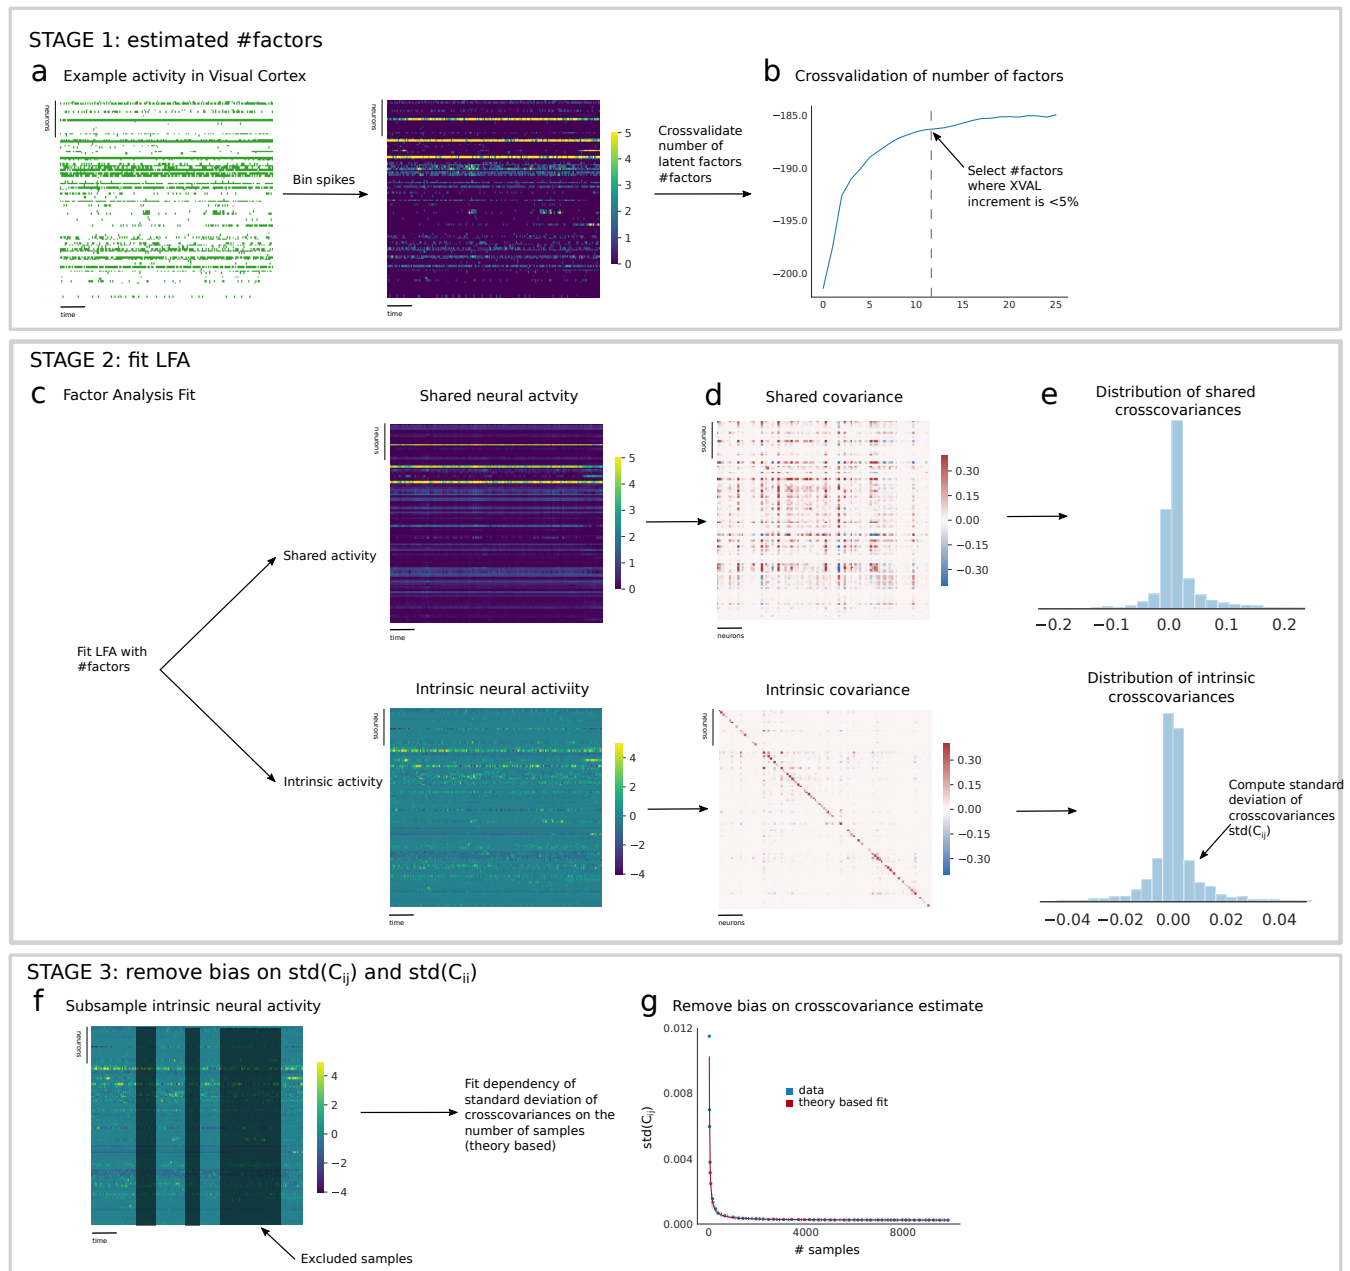 STAGE 1: estimated #factors
a Example activity in Visual Cortex
neurons
time
Bin spikes
neurons
time
5
4
3
2
1
0
Crossvalidate
number of
latent factors
#factors
b Crossvalidation of number of factors
−185.0
−190.0
−195.0
−200.0
0 5 10 15 20 25
Select #factors
where XVAL
increment is <5%
STAGE 2: fit LFA
c Factor Analysis Fit
Fit LFA with
#factors
Shared activity
Intrinsic activity
Shared neural actvity
neurons
time
5
4
3
2
1
0
d Shared covariance
neurons
neurons
0.30
0.15
0.00
−0.15
−0.30
e Distribution of shared
crosscovariances
−0.2 −0.1 0.0 0.1 0.2
Intrinsic neural activiity
neurons
time
4
2
0
−2
−4
Intrinsic covariance
neurons
neurons
0.30
0.15
0.00
−0.15
−0.30
Distribution of intrinsic
crosscovariances
Compute standard
deviation of
crosscovariances
std(Cij)
−0.04 −0.02 0.00 0.02 0.04
STAGE 3: remove bias on std(Cij) and std(Cii)
f Subsample intrinsic neural activity
neurons
time
4
2
0
−2
−4
Excluded samples
Fit dependency of
standard deviation of
crosscovariances on the
number of samples
(theory based)
g Remove bias on crosscovariance estimate
std(Cij)
0.012
0.008
0.004
0.000
data
theory based fit
0 4000 8000
# samples